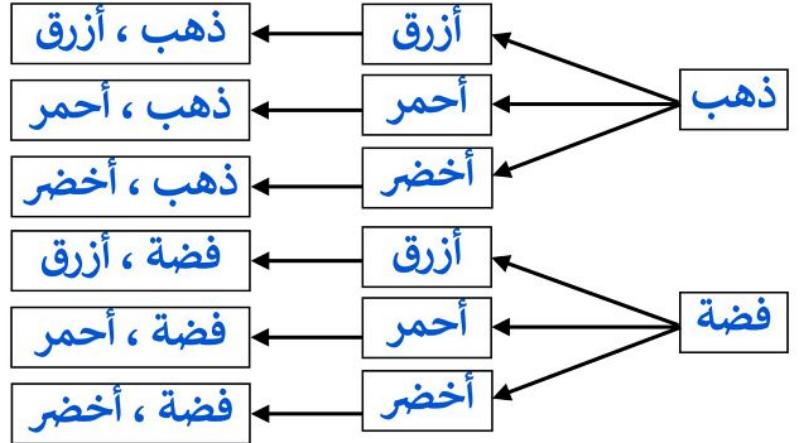 ذهب
أزرق
ذهب ، أزرق
أحمر
ذهب ، أحمر
أخضر
ذهب ، أخضر
فضة
أزرق
فضة ، أزرق
أحمر
فضة ، أحمر
أخضر
فضة ، أخضر